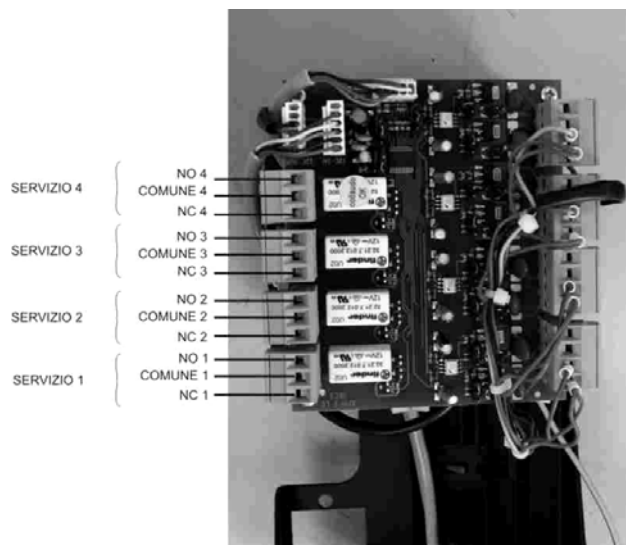 NO 4
SERVIZIO 4
COMUNE 4
NC 4
NO 3
SERVIZIO 3
COMUNE 3
NC 3
NO 2
SERVIZIO 2
COMUNE 2
NC 2
NO 1
SERVIZIO 1
COMUNE 1
NC 1
finder
finder
finder